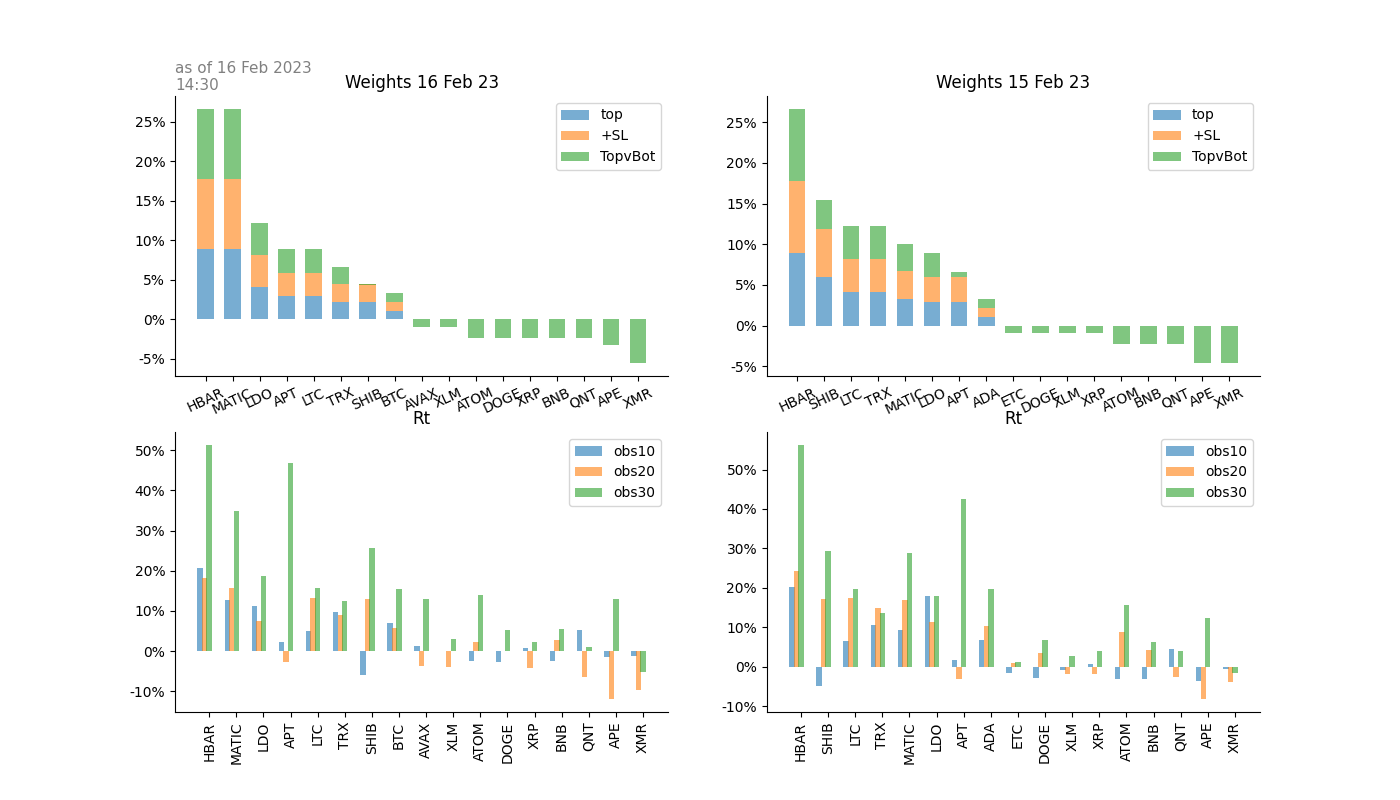 as of 16 Feb 2023
14:30
Weights 16 Feb 23
top
+SL
TopvBot
25%
20%
15%
10%
5%
0%
-5%
HBAR MATIC LDO APT LTC TRX SHIB BTC AVAX XLM ATOM DOGE XRP BNB QNT APE XMR
Weights 15 Feb 23
top
+SL
TopvBot
25%
20%
15%
10%
5%
0%
-5%
HBAR SHIB LTC TRX MATIC LDO APT ADA ETC DOGE XLM XRP ATOM BNB QNT APE XMR
Rt
obs10
obs20
obs30
50%
40%
30%
20%
10%
0%
-10%
HBAR MATIC LDO APT LTC TRX SHIB BTC AVAX XLM ATOM DOGE XRP BNB QNT APE XMR
Rt
obs10
obs20
obs30
50%
40%
30%
20%
10%
0%
-10%
HBAR SHIB LTC TRX MATIC LDO APT ADA ETC DOGE XLM XRP ATOM BNB QNT APE XMR